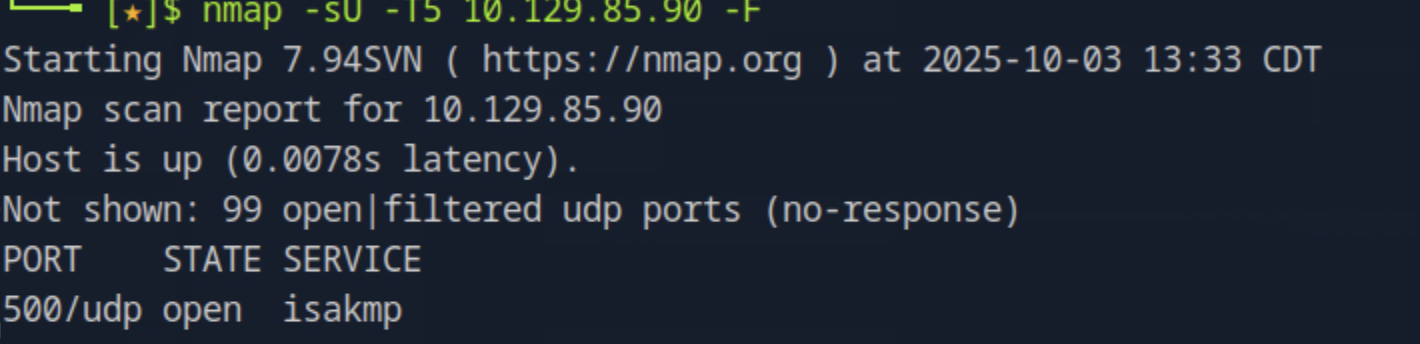 [★]$ nmap -sU -T5 10.129.85.90 -F
Starting Nmap 7.94SVN ( https://nmap.org ) at 2025-10-03 13:33 CDT
Nmap scan report for 10.129.85.90
Host is up (0.0078s latency).
Not shown: 99 open|filtered udp ports (no-response)
PORT    STATE SERVICE
500/udp open  isakmp